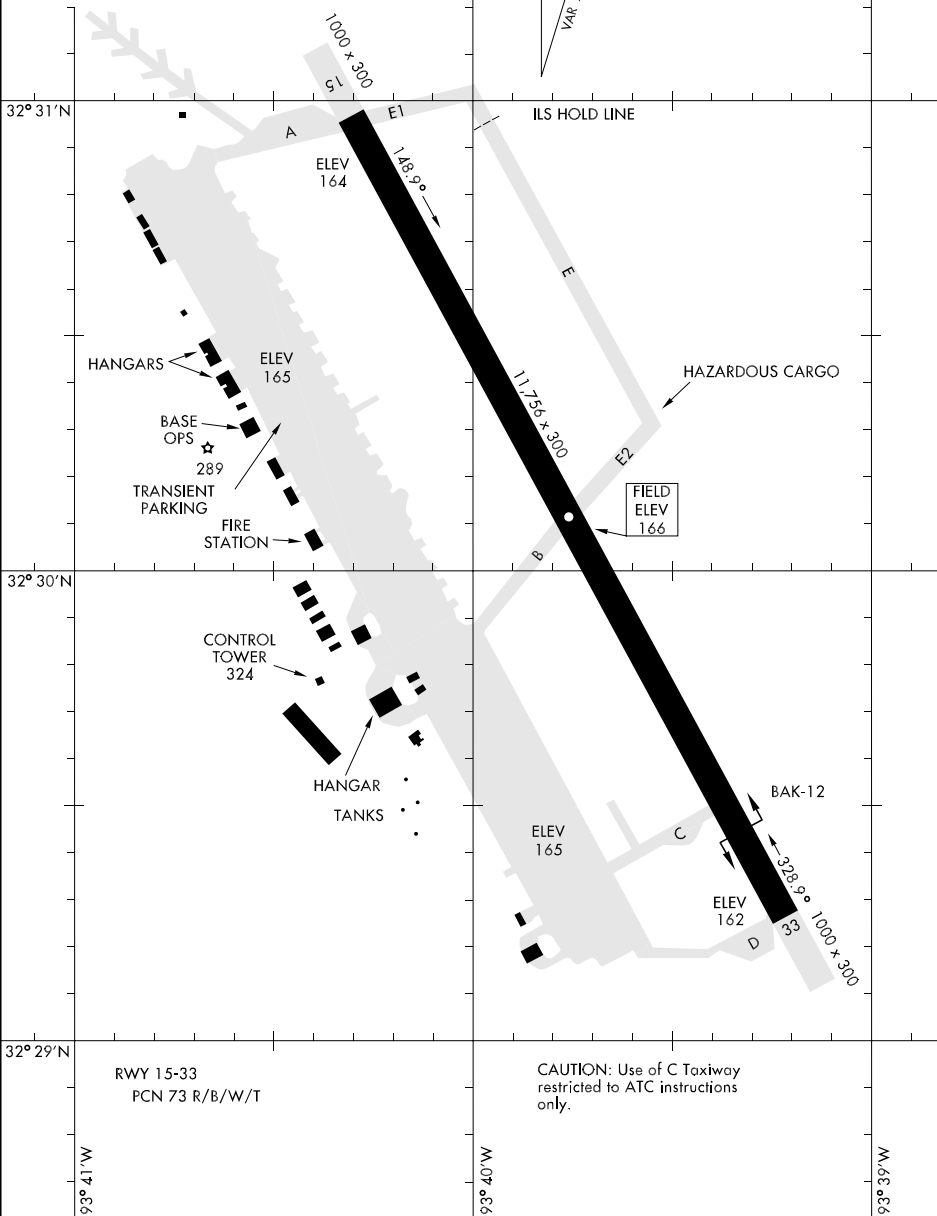 VAR
1000 x 300
15
32° 31'N
E1
ILS HOLD LINE
A
ELEV
164
148.9°
E
HANGARS
ELEV
165
HAZARDOUS CARGO
11,756 x 300
BASE
OPS
289
E2
TRANSIENT
PARKING
FIELD
ELEV
166
FIRE
STATION
B
32° 30'N
CONTROL
TOWER
324
HANGAR
TANKS
BAK-12
ELEV
165
C
328.9°
ELEV
162
33
D
1000 x 300
32° 29'N
RWY 15-33
PCN 73 R/B/W/T
CAUTION: Use of C Taxiway
restricted to ATC instructions
only.
93° 41'W
93° 40'W
93° 39'W